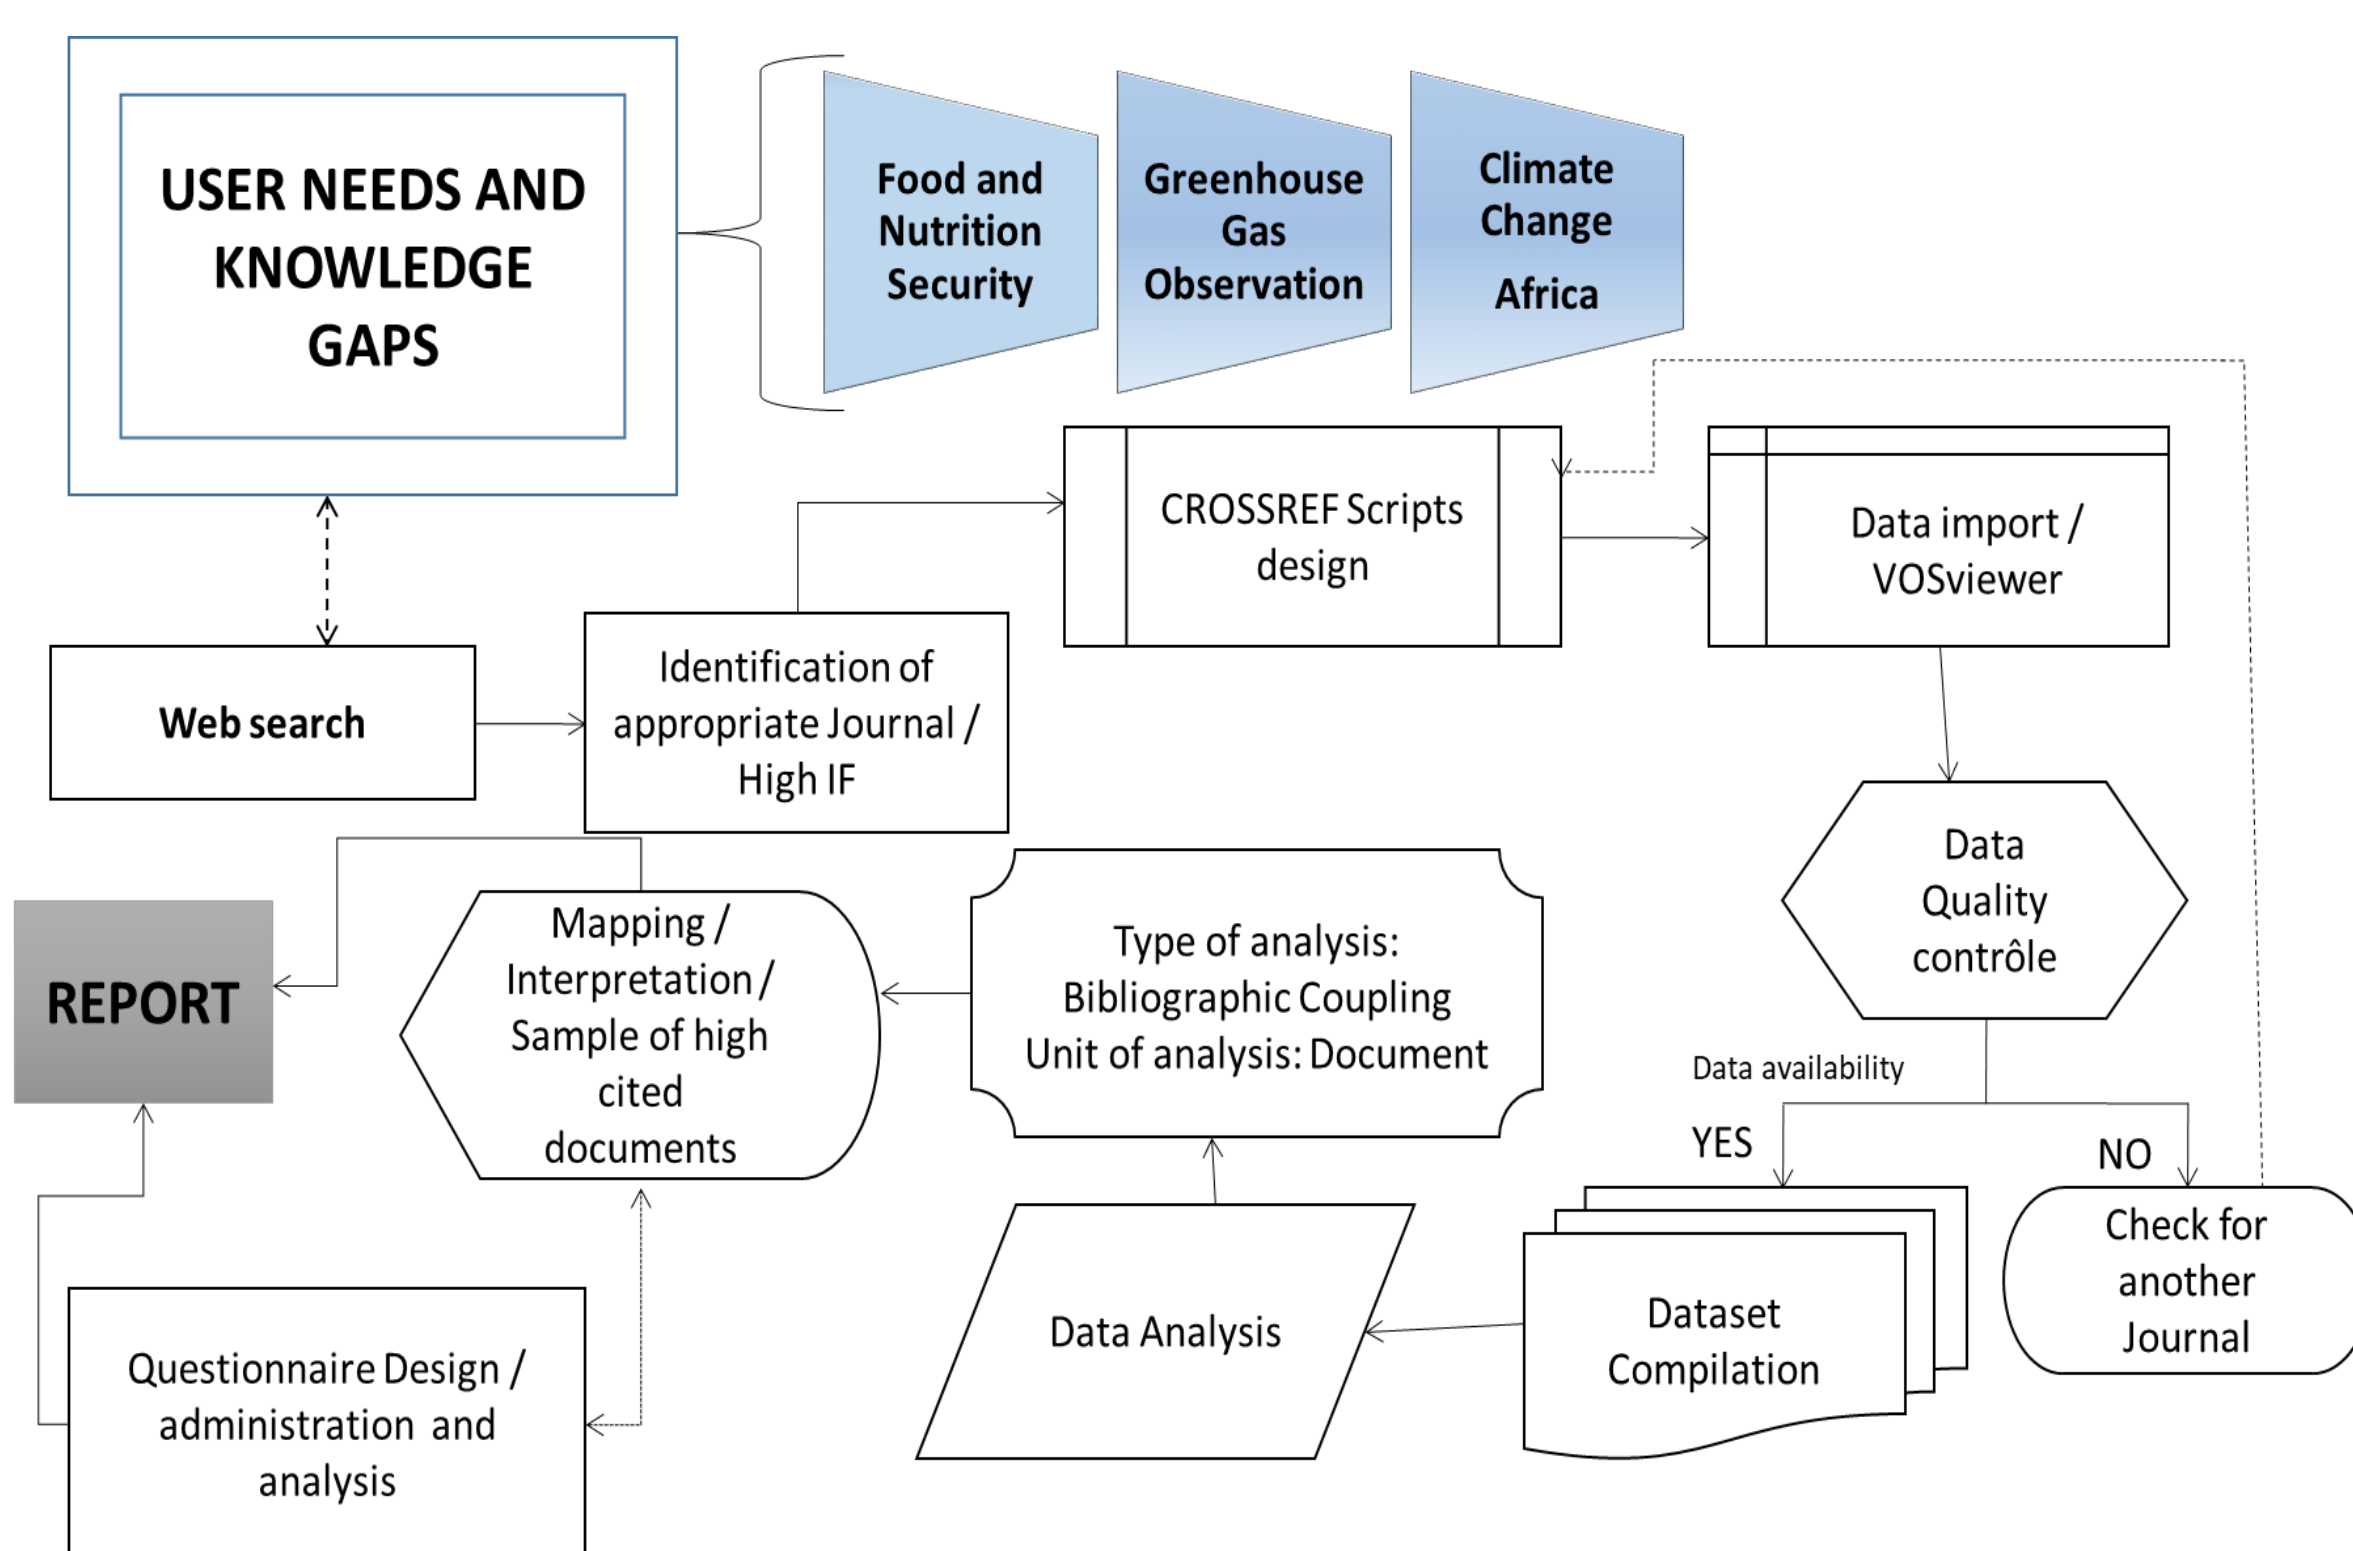 USER NEEDS AND
KNOWLEDGE
GAPS
Food and
Nutrition
Security
Greenhouse
Gas
Observation
Climate
Change
Africa
CROSSREF Scripts
design
Data import /
VOSviewer
Web search
Identification of
appropriate Journal /
High IF
Data
Quality
contrôle
Data availability
YES
NO
Check for
another
Journal
Dataset
Compilation
Data Analysis
Type of analysis:
Bibliographic Coupling
Unit of analysis: Document
Mapping /
Interpretation /
Sample of high
cited
documents
REPORT
Questionnaire Design /
administration and
analysis